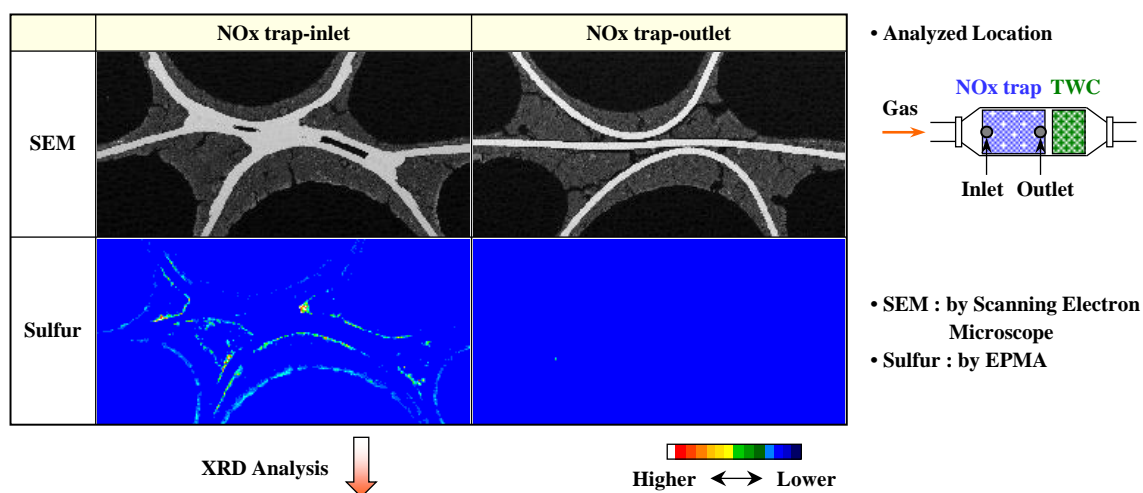 NOx trap-inlet
NOx trap-outlet
• Analyzed Location
NOx trap TWC
Gas
SEM
Inlet Outlet
Sulfur
• SEM : by Scanning Electron
Microscope
• Sulfur : by EPMA
XRD Analysis
Higher Lower